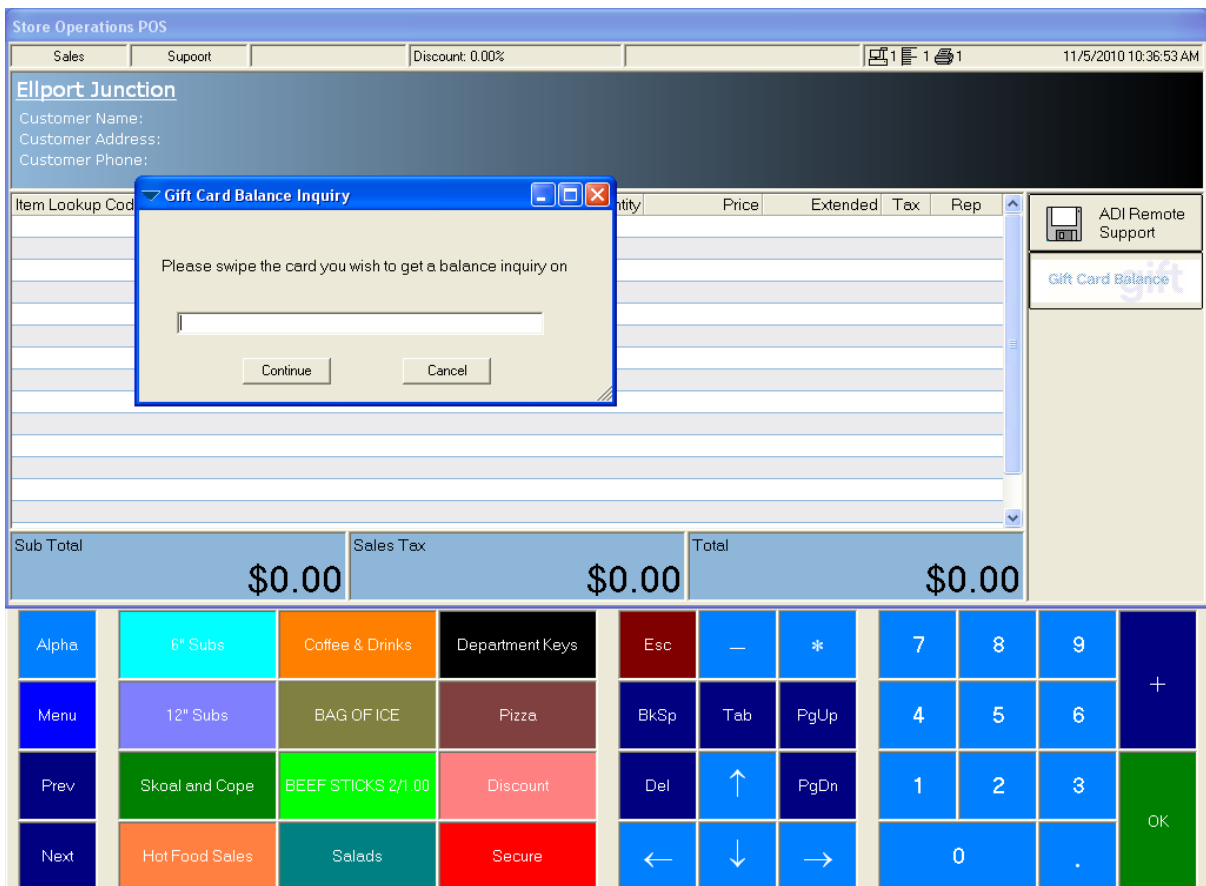 Store Operations POS
Sales Support Discount: 0.00% 1 1 1 11/5/2010 10:36:53 AM
Ellport Junction
Customer Name:
Customer Address:
Customer Phone:
Gift Card Balance Inquiry
Item Lookup Cod ntity Price Extended Tax Rep
Please swipe the card you wish to get a balance inquiry on
Continue Cancel
ADI Remote
Support
Gift Card Balance
gift
Sub Total Sales Tax Total
$0.00 $0.00 $0.00
Alpha 6" Subs Coffee & Drinks Department Keys Esc — * 7 8 9
+
Menu 12" Subs BAG OF ICE Pizza BkSp Tab PgUp 4 5 6
Prev Skoal and Cope BEEF STICKS 2/1.00 Discount Del ↑ PgDn 1 2 3
OK
Next Hot Food Sales Salads Secure ← ↓ → 0 .